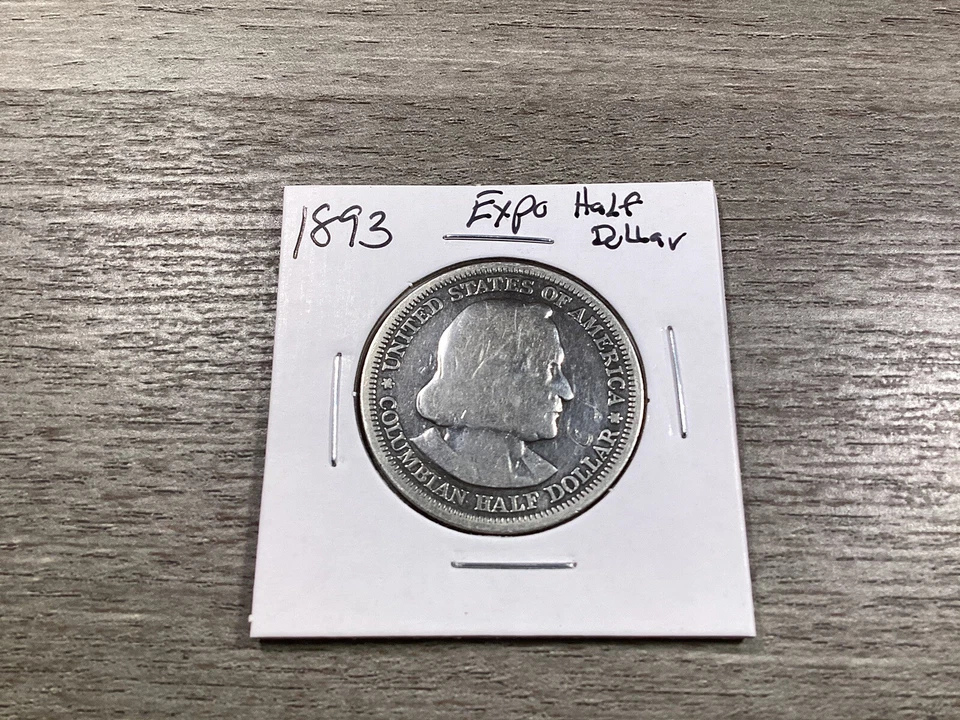 1893 Expo Half
Dollar
★ UNITED STATES OF AMERICA ★
COLUMBIAN HALF DOLLAR